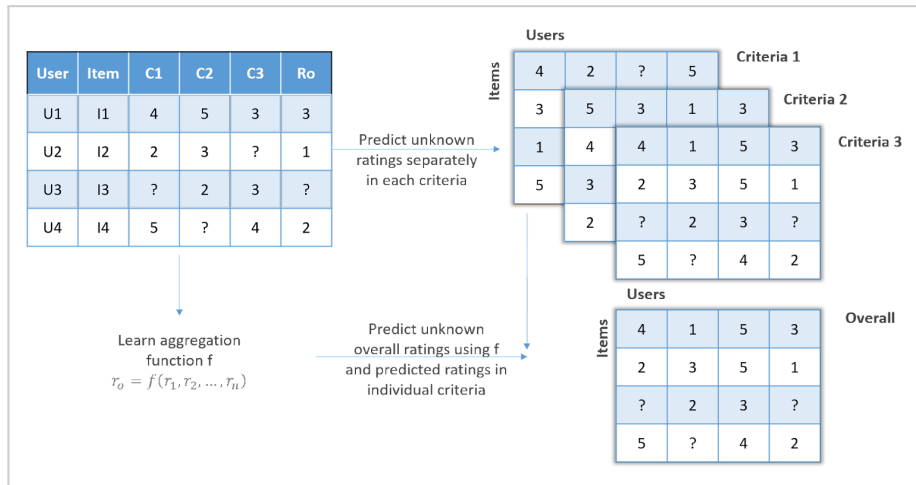 User Item C1 C2 C3 Ro
U1 I1 4 5 3 3
U2 I2 2 3 ? 1
U3 I3 ? 2 3 ?
U4 I4 5 ? 4 2
Predict unknown
ratings separately
in each criteria
Users
Items
Criteria 1
4 2 ? 5
3
1
5
Criteria 2
5 3 1 3
4
3
2
Criteria 3
4 1 5 3
2 3 5 1
? 2 3 ?
5 ? 4 2
Learn aggregation
function f
r_o = f(r_1, r_2, ..., r_n)
Predict unknown
overall ratings using f
and predicted ratings in
individual criteria
Users
Items
Overall
4 1 5 3
2 3 5 1
? 2 3 ?
5 ? 4 2